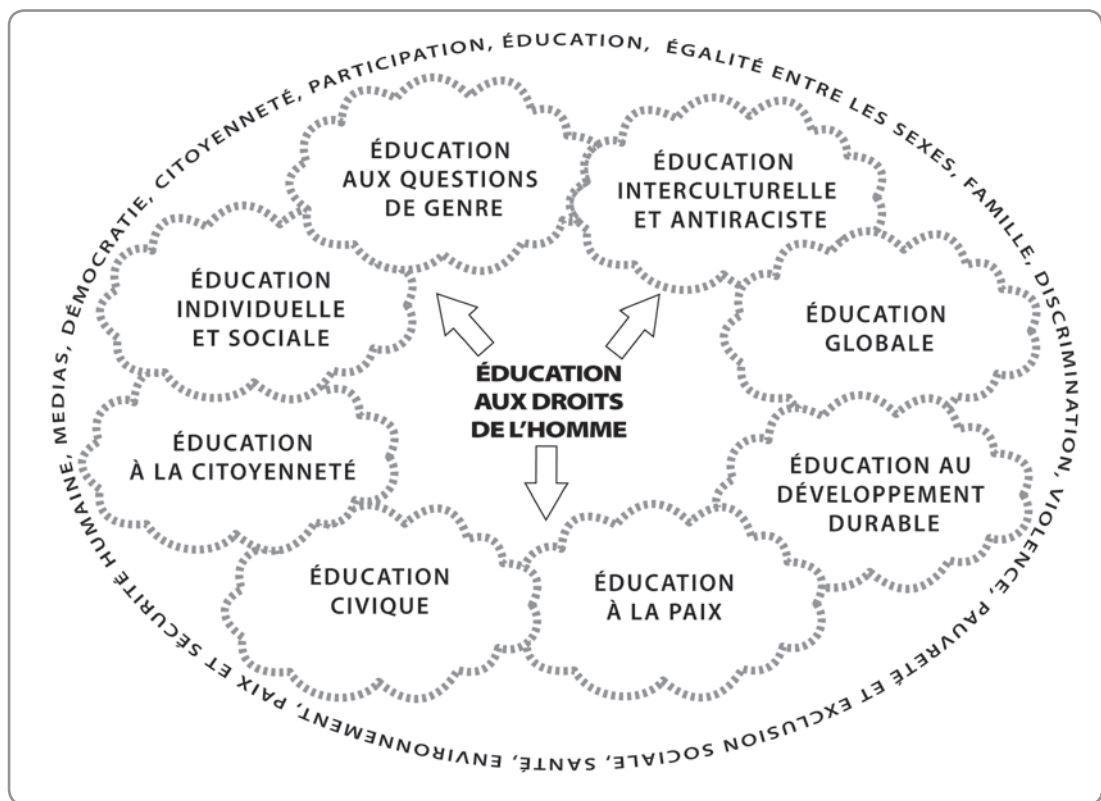 MEDIAS, DÉMOCRATIE, CITOYENNETÉ, PARTICIPATION, ÉDUCATION, ÉGALITÉ ENTRE LES SEXES, FAMILLE, DISCRIMINATION, VIOLENCE, PAUVRETÉ ET EXCLUSION SOCIALE, SANTÉ, ENVIRONNEMENT, PAIX ET SÉCURITÉ HUMAINE,
ÉDUCATION
AUX QUESTIONS
DE GENRE
ÉDUCATION
INTERCULTURELLE
ET ANTIRACISTE
ÉDUCATION
INDIVIDUELLE
ET SOCIALE
ÉDUCATION
GLOBALE
ÉDUCATION
AUX DROITS
DE L'HOMME
ÉDUCATION
À LA CITOYENNETÉ
ÉDUCATION AU
DÉVELOPPEMENT
DURABLE
ÉDUCATION
CIVIQUE
ÉDUCATION
À LA PAIX